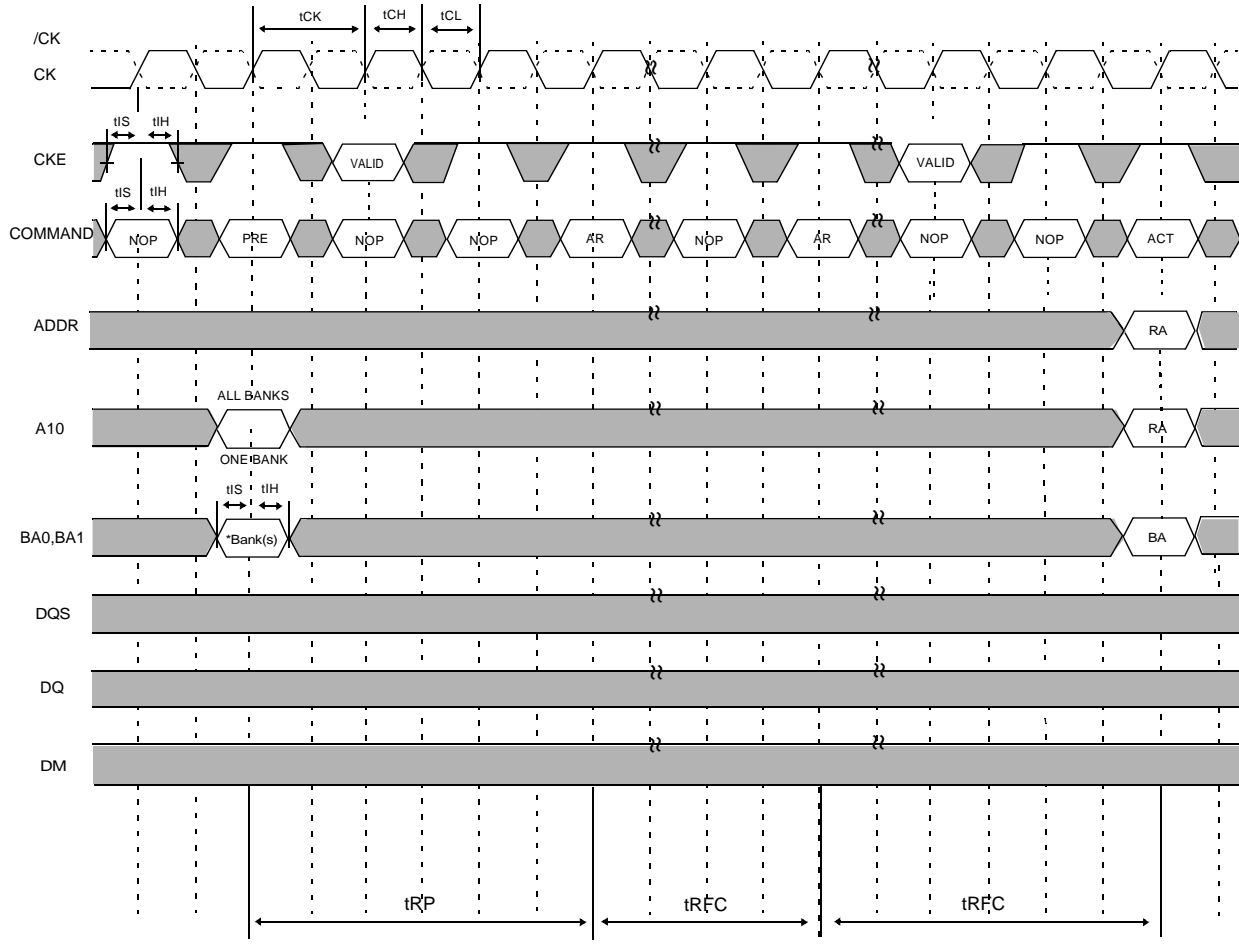 tCK tCH tCL
/CK
CK
tIS tIH
CKE VALID VALID
tIS tIH
COMMAND NOP PRE NOP NOP AR NOP AR NOP NOP ACT
ADDR RA
ALL BANKS
A10 RA
ONE BANK
tIS tIH
BA0,BA1 *Bank(s) BA
DQS
DQ
DM
tRP tRFC tRFC